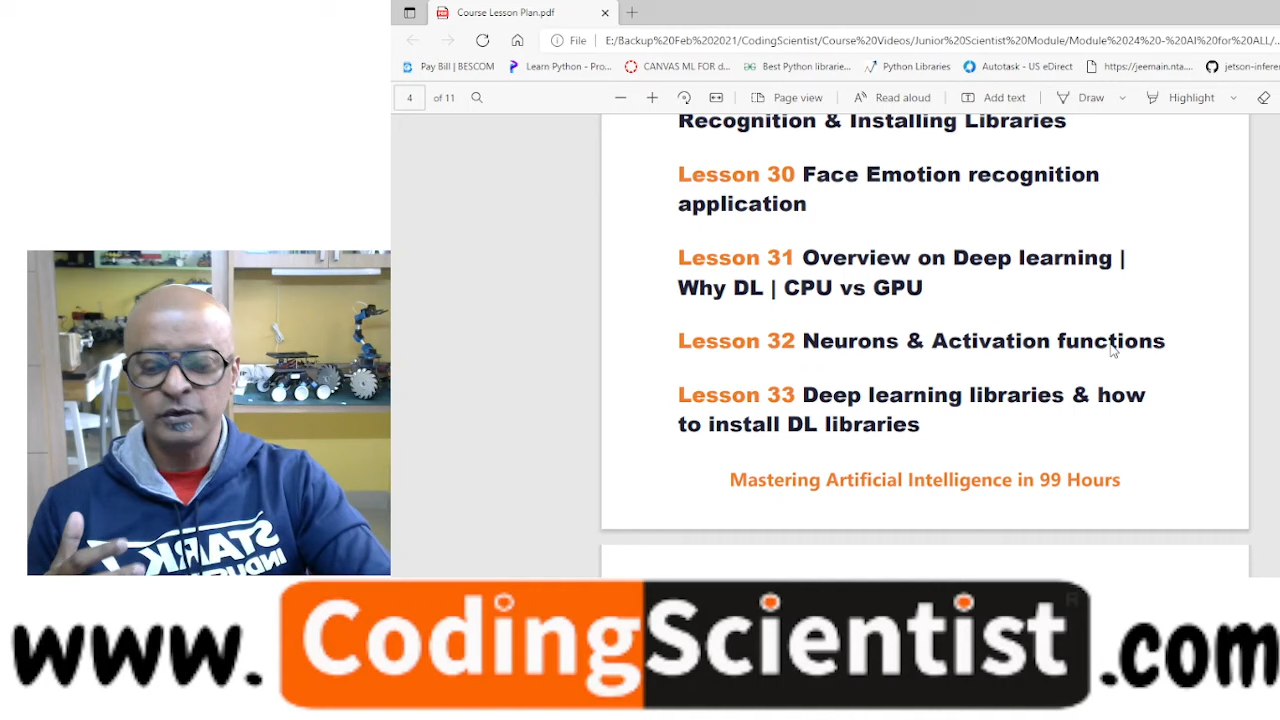 Course Lesson Plan.pdf
File E:/Backup%20Feb%202021/CodingScientist/Course%20Videos/Junior%20Scientist%20Module/Module%2024%20-%20AI%20for%20ALL/...
Pay Bill | BESCOM Learn Python - Pro... CANVAS ML FOR d... Best Python librarie... Python Libraries Autotask - US eDirect https://jeemain.nta.... jetson-inferen
4 of 11 Page view Read aloud Add text Draw Highlight
Recognition & Installing Libraries
Lesson 30 Face Emotion recognition
application
Lesson 31 Overview on Deep learning |
Why DL | CPU vs GPU
Lesson 32 Neurons & Activation functions
Lesson 33 Deep learning libraries & how
to install DL libraries
Mastering Artificial Intelligence in 99 Hours
STARK
www.CodingScientist.com